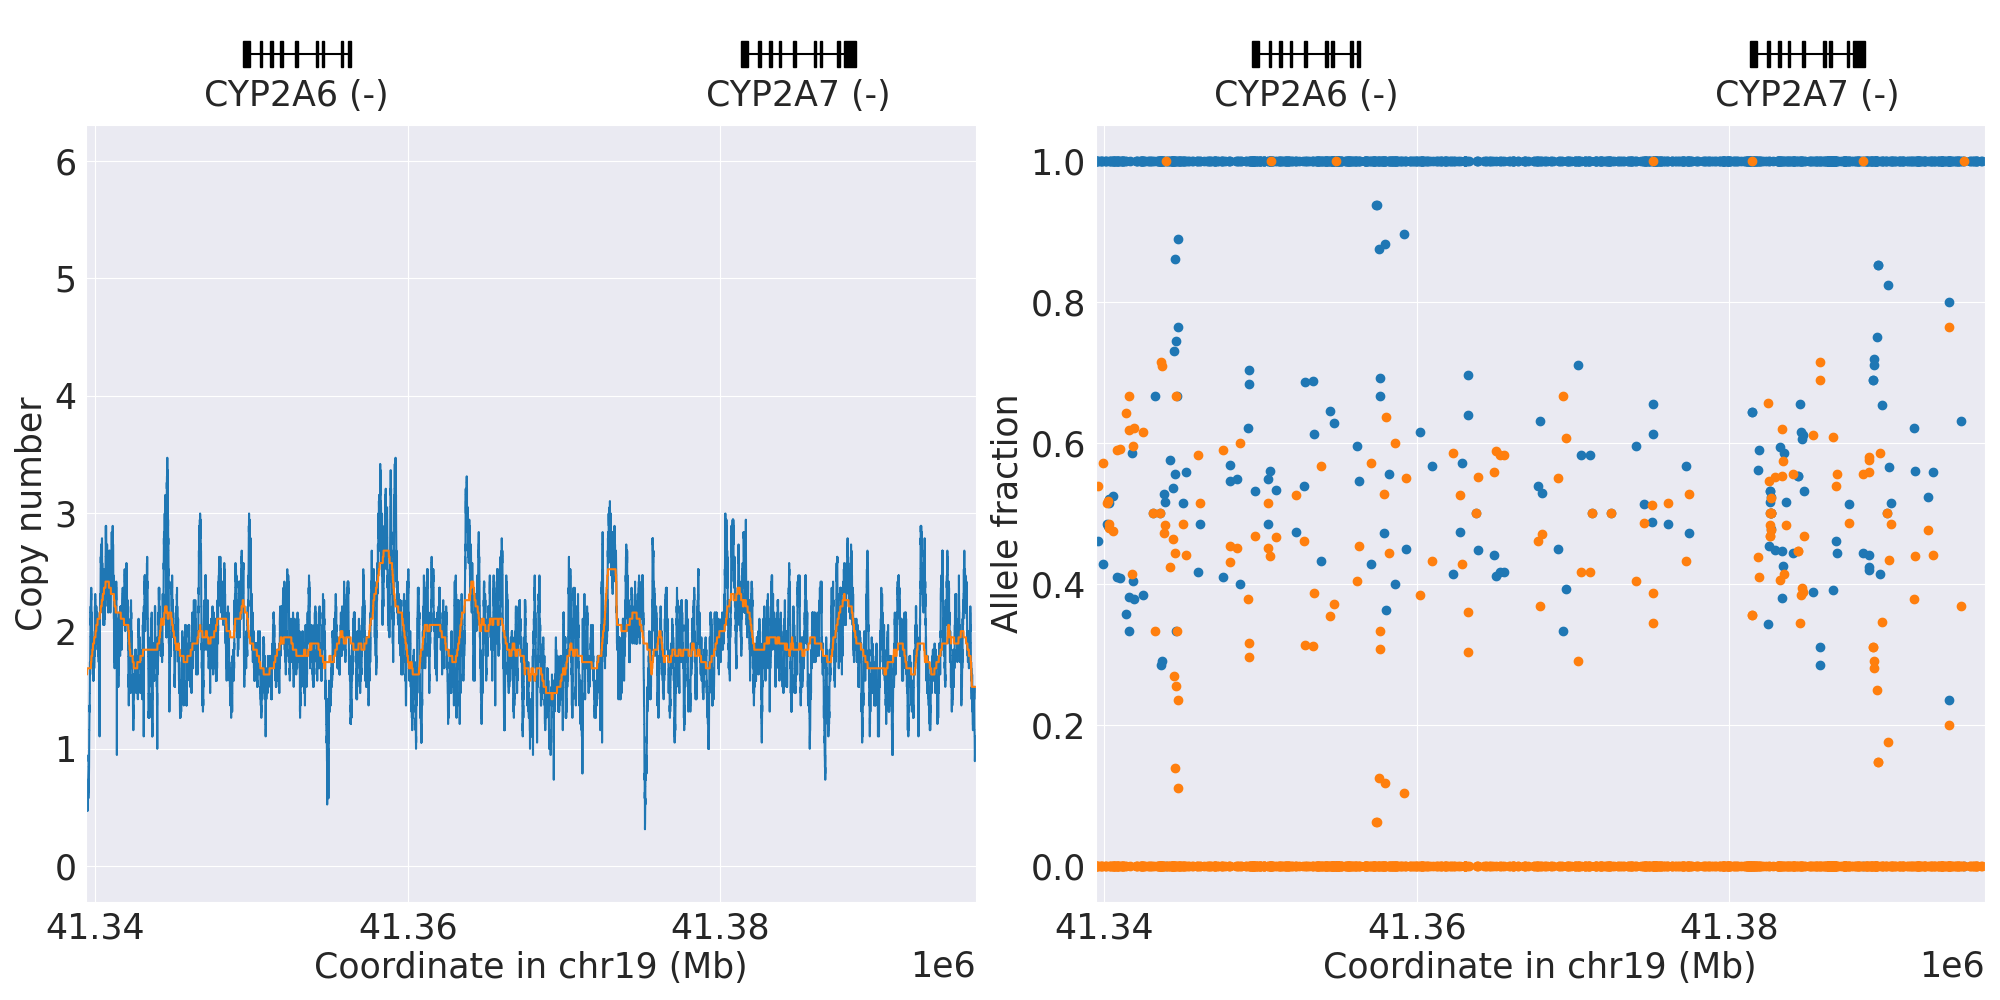 CYP2A6 (-)
CYP2A7 (-)
6
5
4
3
2
1
0
Copy number
41.34
41.36
41.38
Coordinate in chr19 (Mb)
1e6
CYP2A6 (-)
CYP2A7 (-)
1.0
0.8
0.6
0.4
0.2
0.0
Allele fraction
41.34
41.36
41.38
Coordinate in chr19 (Mb)
1e6